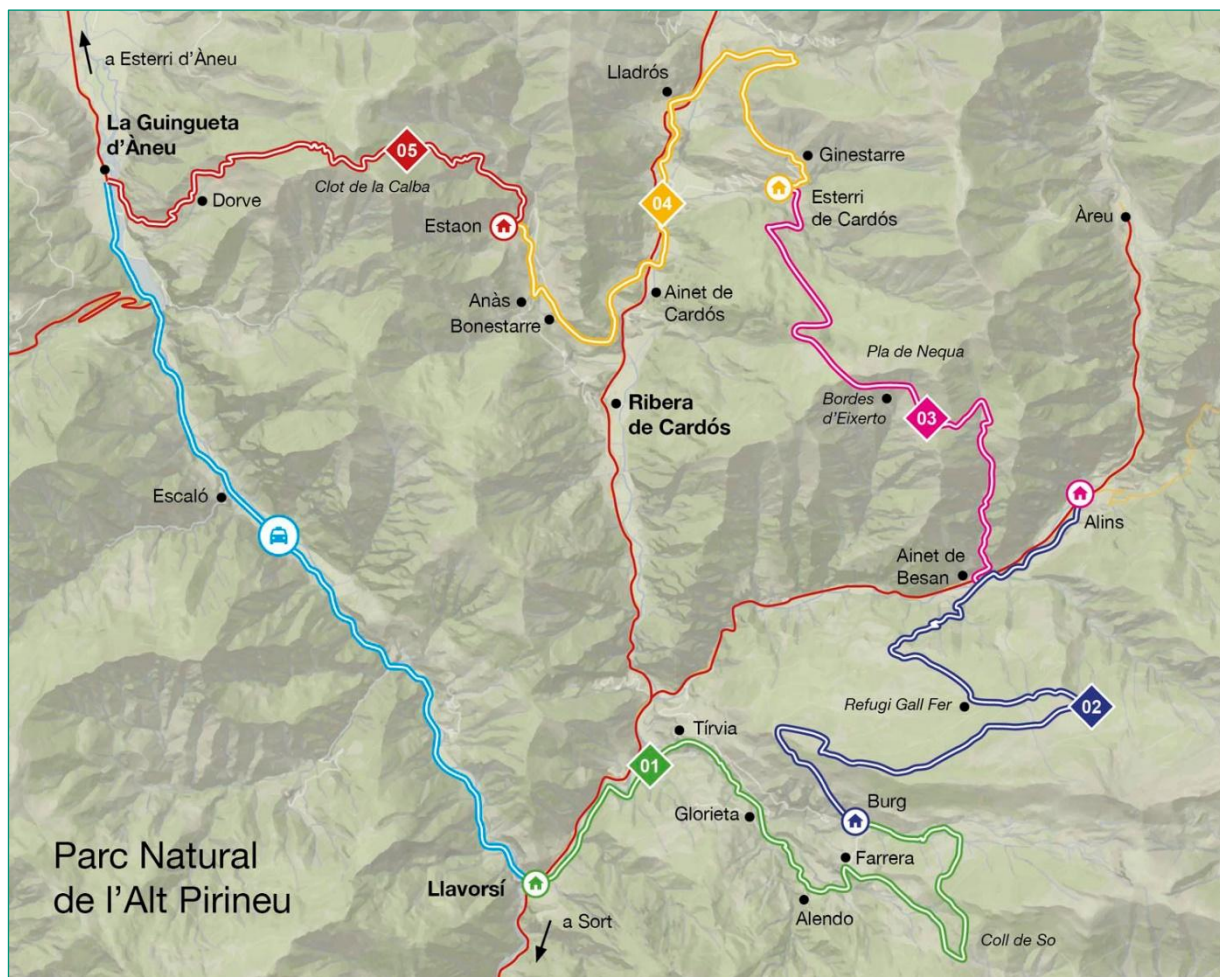 a Esterri d'Àneu
Lladrós
La Guingueta
d'Àneu
05
Ginestarre
Clot de la Calba
Dorve
04
Esterri
de Cardós
Estaon
Àreu
Anàs
Ainet de
Cardós
Bonestarre
Pla de Nequa
Ribera
de Cardós
Bordes
d'Eixerto
03
Escaló
Alins
Ainet de
Besan
Refugi Gall Fer
02
Tírvia
01
Burg
Glorieta
Parc Natural
de l'Alt Pirineu
Farrera
Llavorsí
Alendo
a Sort
Coll de So